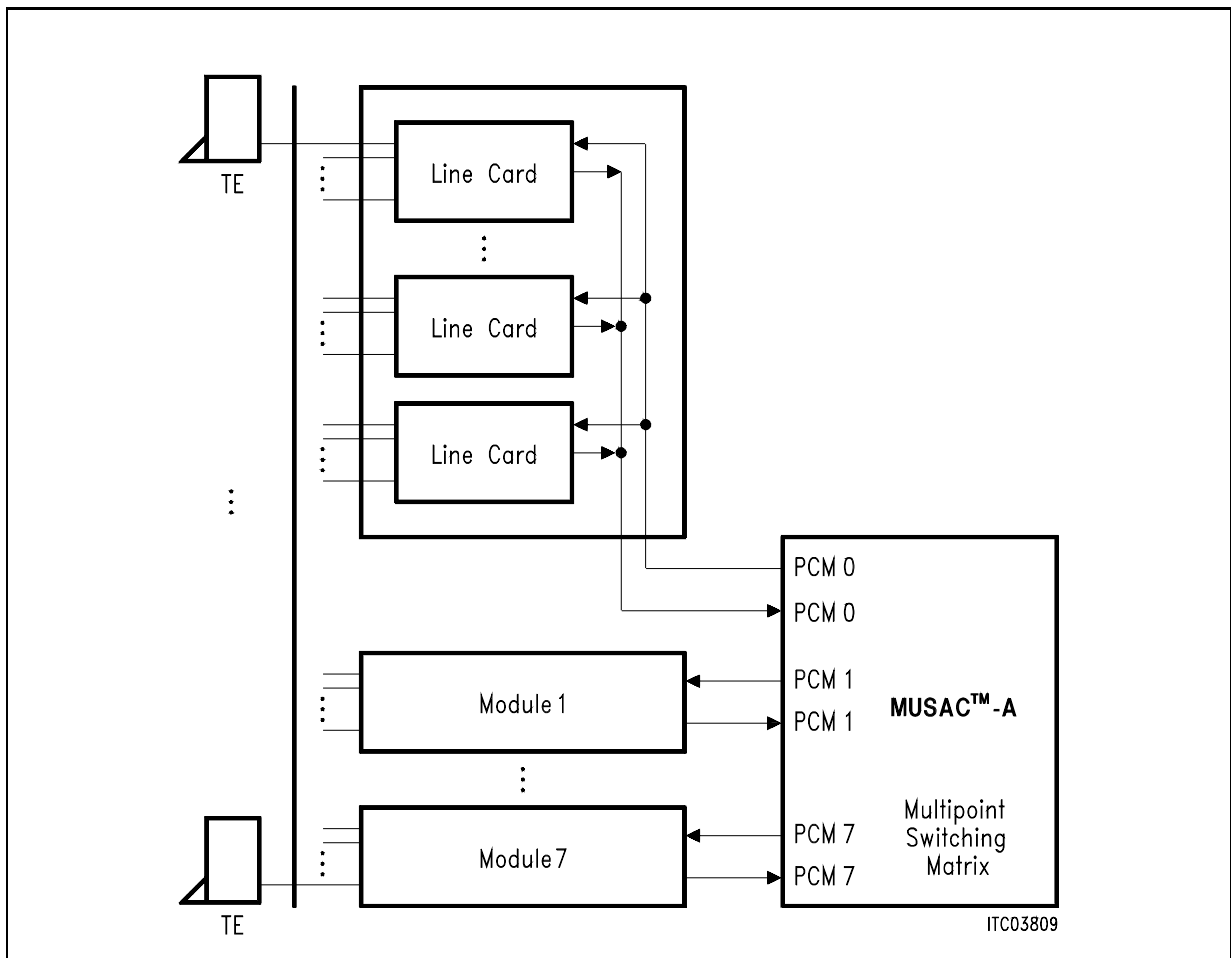 TE
Line Card
Line Card
Line Card
PCM 0
PCM 0
Module 1
PCM 1
PCM 1
MUSAC™-A
Module 7
PCM 7
PCM 7
Multipoint
Switching
Matrix
TE
ITC03809